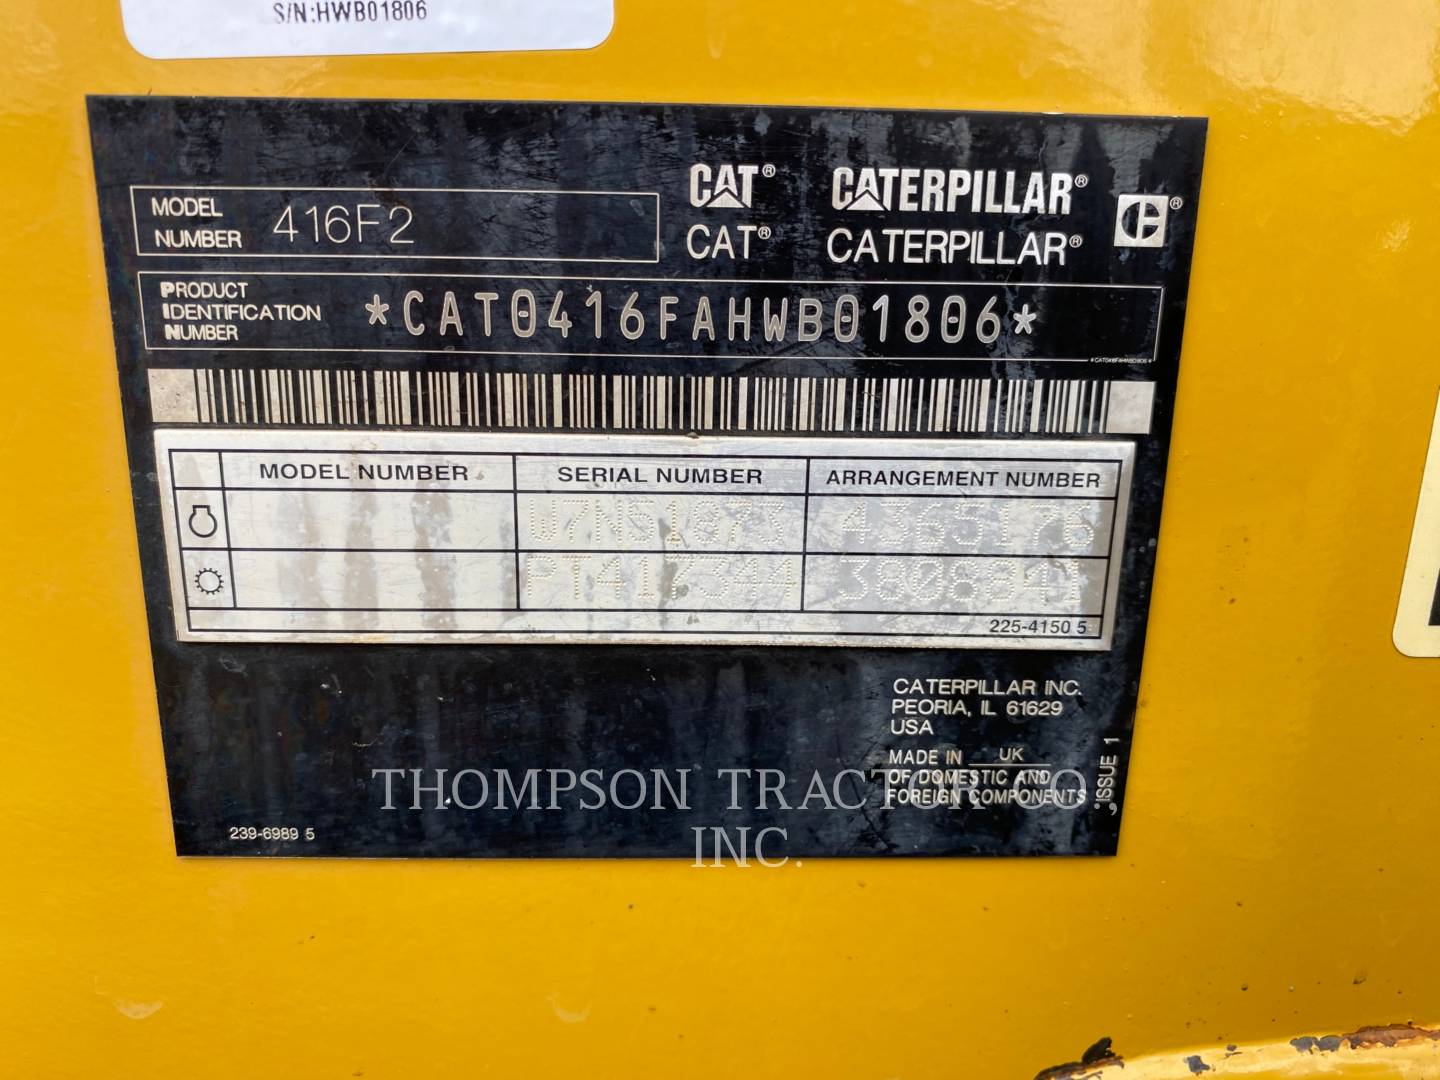 S/N:HWB01806
CAT® CATERPILLAR®
CAT® CATERPILLAR®
MODEL
NUMBER 416F2
PRODUCT
IDENTIFICATION
NUMBER
*CAT0416FAHWB01806*
*CAT0416FAHWB01806*
MODEL NUMBER SERIAL NUMBER ARRANGEMENT NUMBER
4365176
PT417344 3808841
225-4150 5
CATERPILLAR INC.
PEORIA, IL 61629
USA
MADE IN UK
OF DOMESTIC AND
FOREIGN COMPONENTS
ISSUE 1
239-6989 5
THOMPSON TRACTOR CO.,
INC.